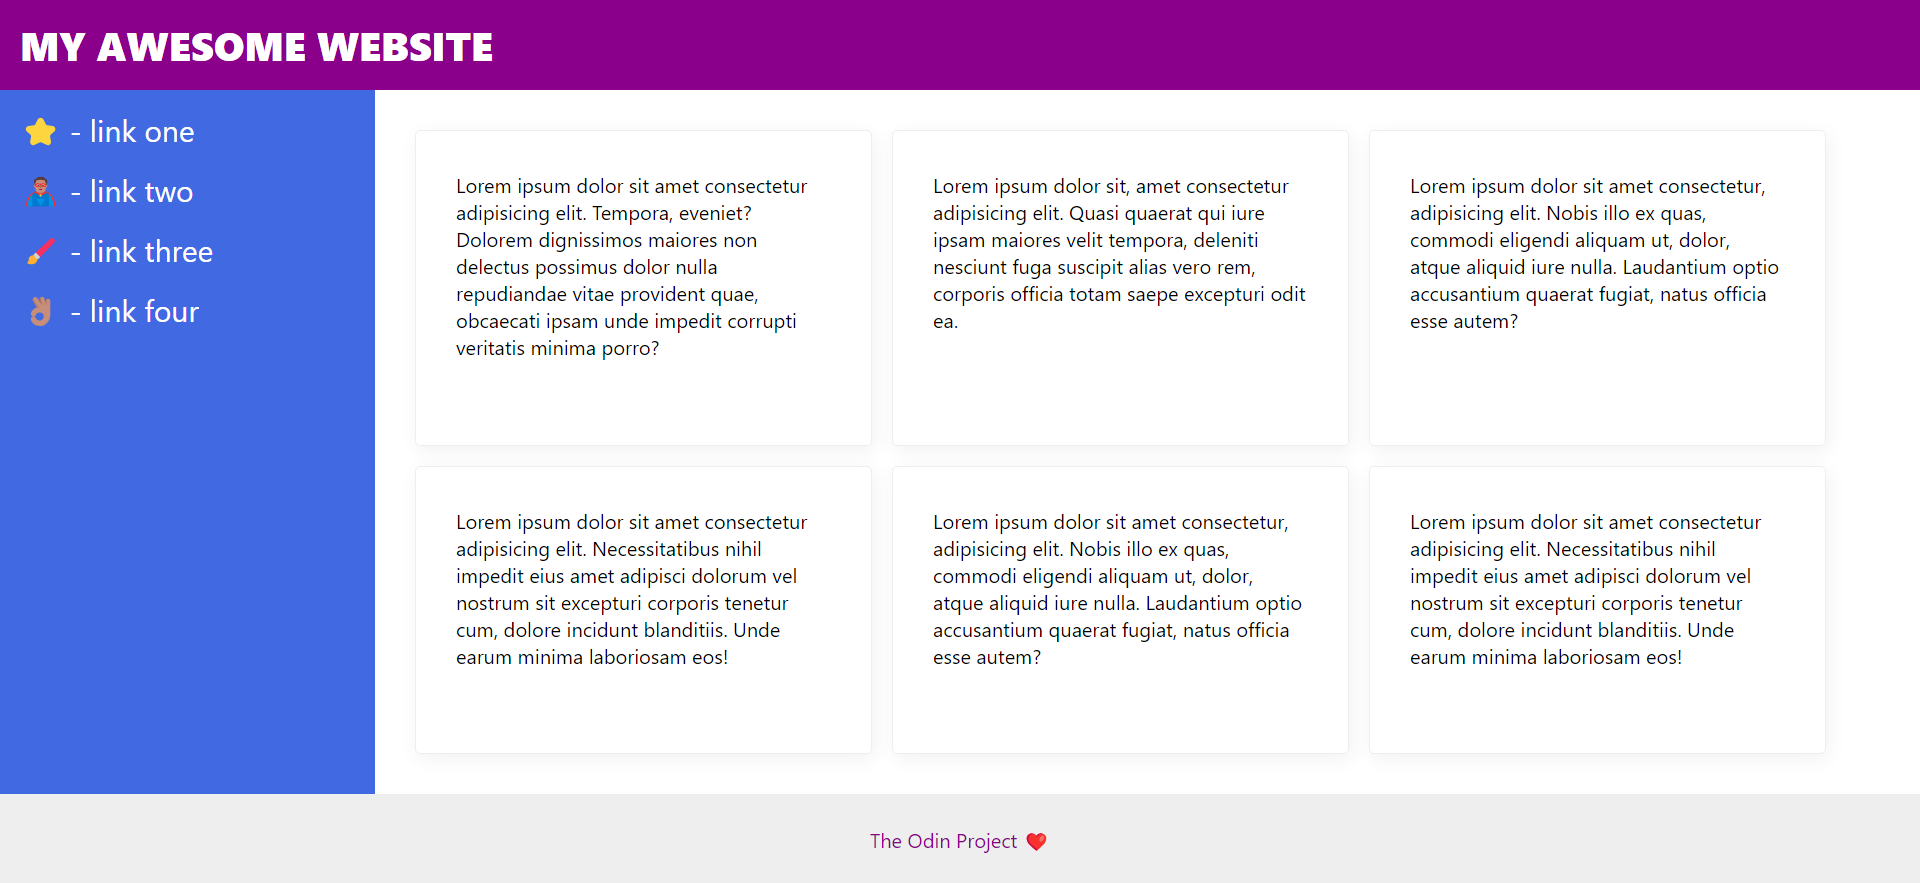 MY AWESOME WEBSITE
⭐ - link one
🦸🏽‍♂️ - link two
🖌️ - link three
👌🏽 - link four
Lorem ipsum dolor sit amet consectetur
adipisicing elit. Tempora, eveniet?
Dolorem dignissimos maiores non
delectus possimus dolor nulla
repudiandae vitae provident quae,
obcaecati ipsam unde impedit corrupti
veritatis minima porro?
Lorem ipsum dolor sit, amet consectetur
adipisicing elit. Quasi quaerat qui iure
ipsam maiores velit tempora, deleniti
nesciunt fuga suscipit alias vero rem,
corporis officia totam saepe excepturi odit
ea.
Lorem ipsum dolor sit amet consectetur,
adipisicing elit. Nobis illo ex quas,
commodi eligendi aliquam ut, dolor,
atque aliquid iure nulla. Laudantium optio
accusantium quaerat fugiat, natus officia
esse autem?
Lorem ipsum dolor sit amet consectetur
adipisicing elit. Necessitatibus nihil
impedit eius amet adipisci dolorum vel
nostrum sit excepturi corporis tenetur
cum, dolore incidunt blanditiis. Unde
earum minima laboriosam eos!
Lorem ipsum dolor sit amet consectetur,
adipisicing elit. Nobis illo ex quas,
commodi eligendi aliquam ut, dolor,
atque aliquid iure nulla. Laudantium optio
accusantium quaerat fugiat, natus officia
esse autem?
Lorem ipsum dolor sit amet consectetur
adipisicing elit. Necessitatibus nihil
impedit eius amet adipisci dolorum vel
nostrum sit excepturi corporis tenetur
cum, dolore incidunt blanditiis. Unde
earum minima laboriosam eos!
The Odin Project ❤️